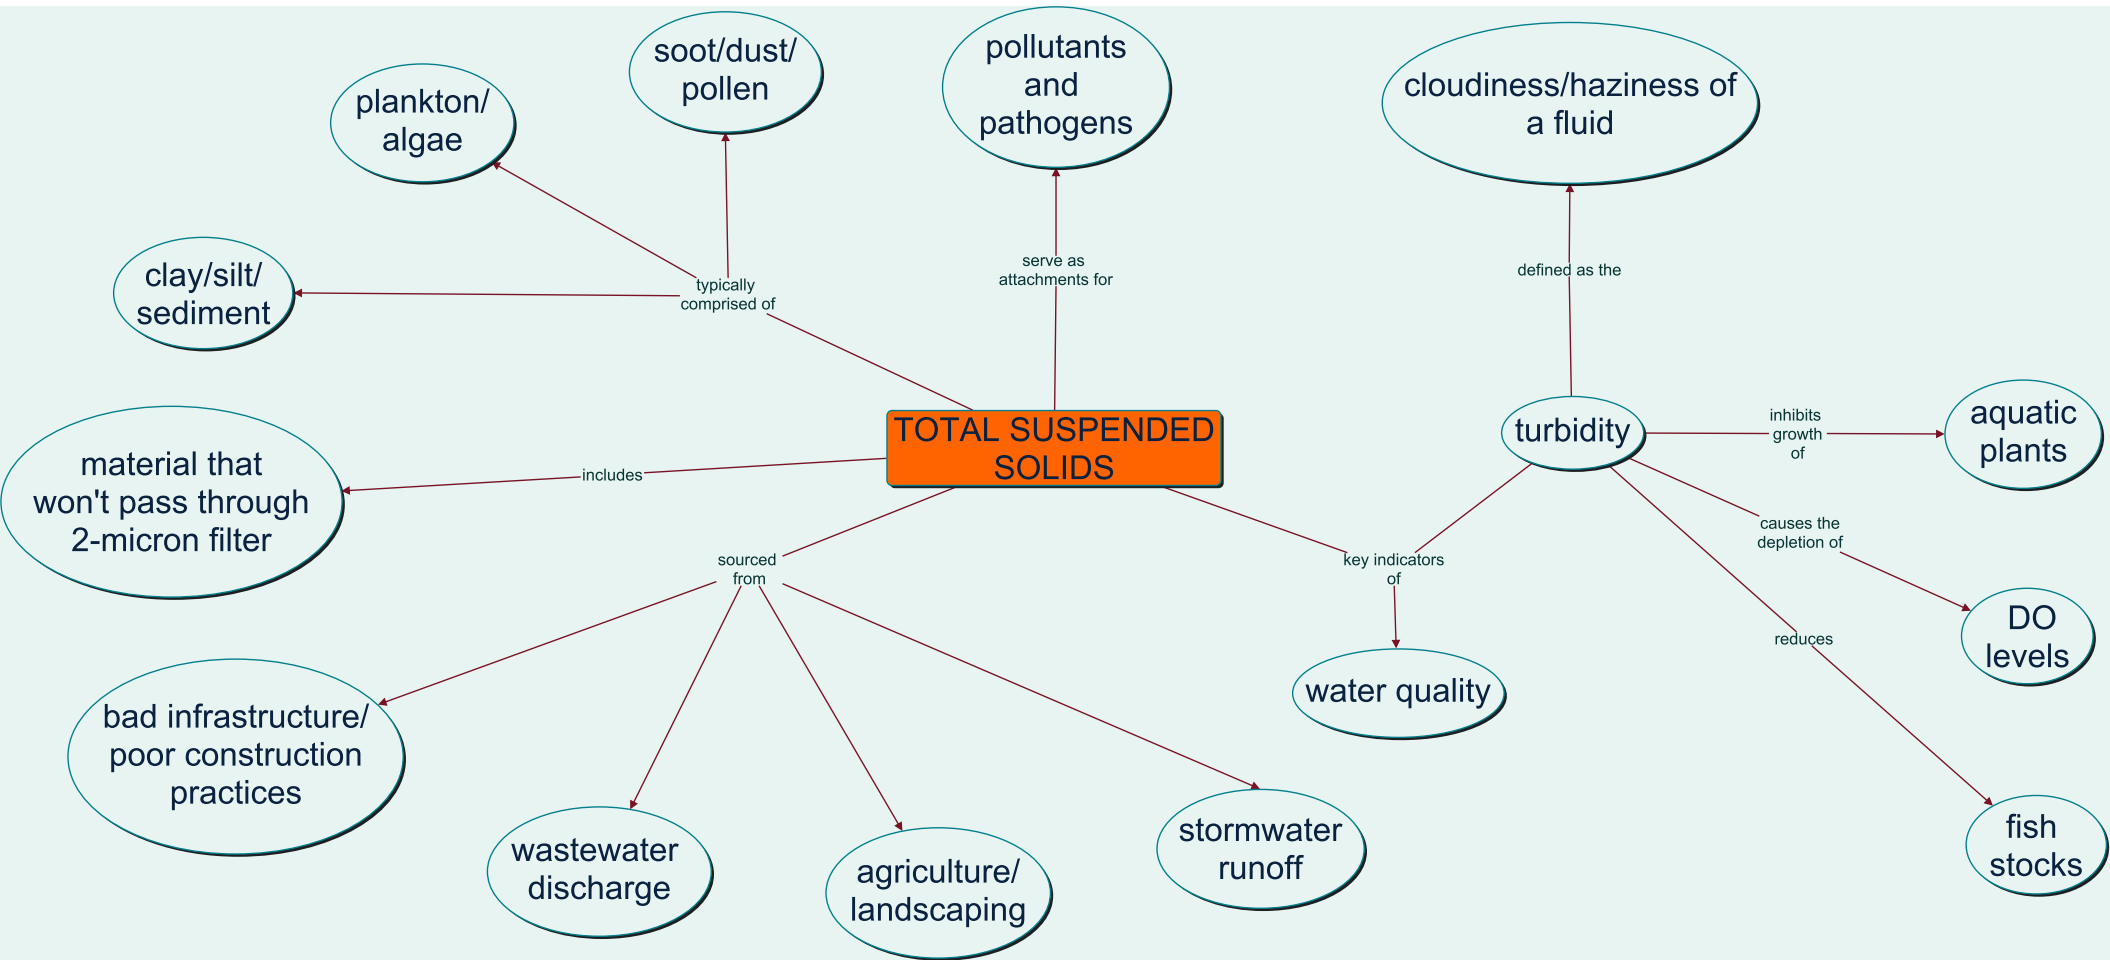 soot/dust/
pollen
pollutants
and
pathogens
cloudiness/haziness of
a fluid
plankton/
algae
clay/silt/
sediment
typically
comprised of
serve as
attachments for
defined as the
TOTAL SUSPENDED
SOLIDS
turbidity
inhibits
growth
of
aquatic
plants
material that
won't pass through
2-micron filter
includes
sourced
from
key indicators
of
causes the
depletion of
DO
levels
reduces
water quality
bad infrastructure/
poor construction
practices
wastewater
discharge
agriculture/
landscaping
stormwater
runoff
fish
stocks